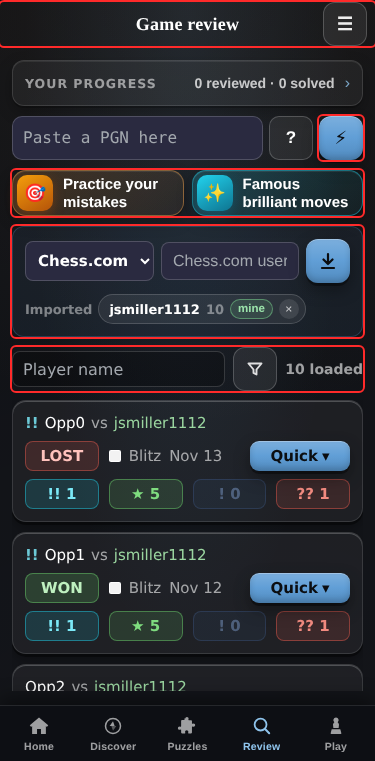 Game review
☰
YOUR PROGRESS 0 reviewed · 0 solved ›
Paste a PGN here ? ⚡
Practice your mistakes
Famous brilliant moves
Chess.com Chess.com user
Imported jsmiller1112 10 mine ×
Player name 10 loaded
!! Opp0 vs jsmiller1112
LOST Blitz Nov 13 Quick ▾
!! 1 ★ 5 ! 0 ?? 1
!! Opp1 vs jsmiller1112
WON Blitz Nov 12 Quick ▾
!! 1 ★ 5 ! 0 ?? 1
Opp2 vs jsmiller1112
Home Discover Puzzles Review Play